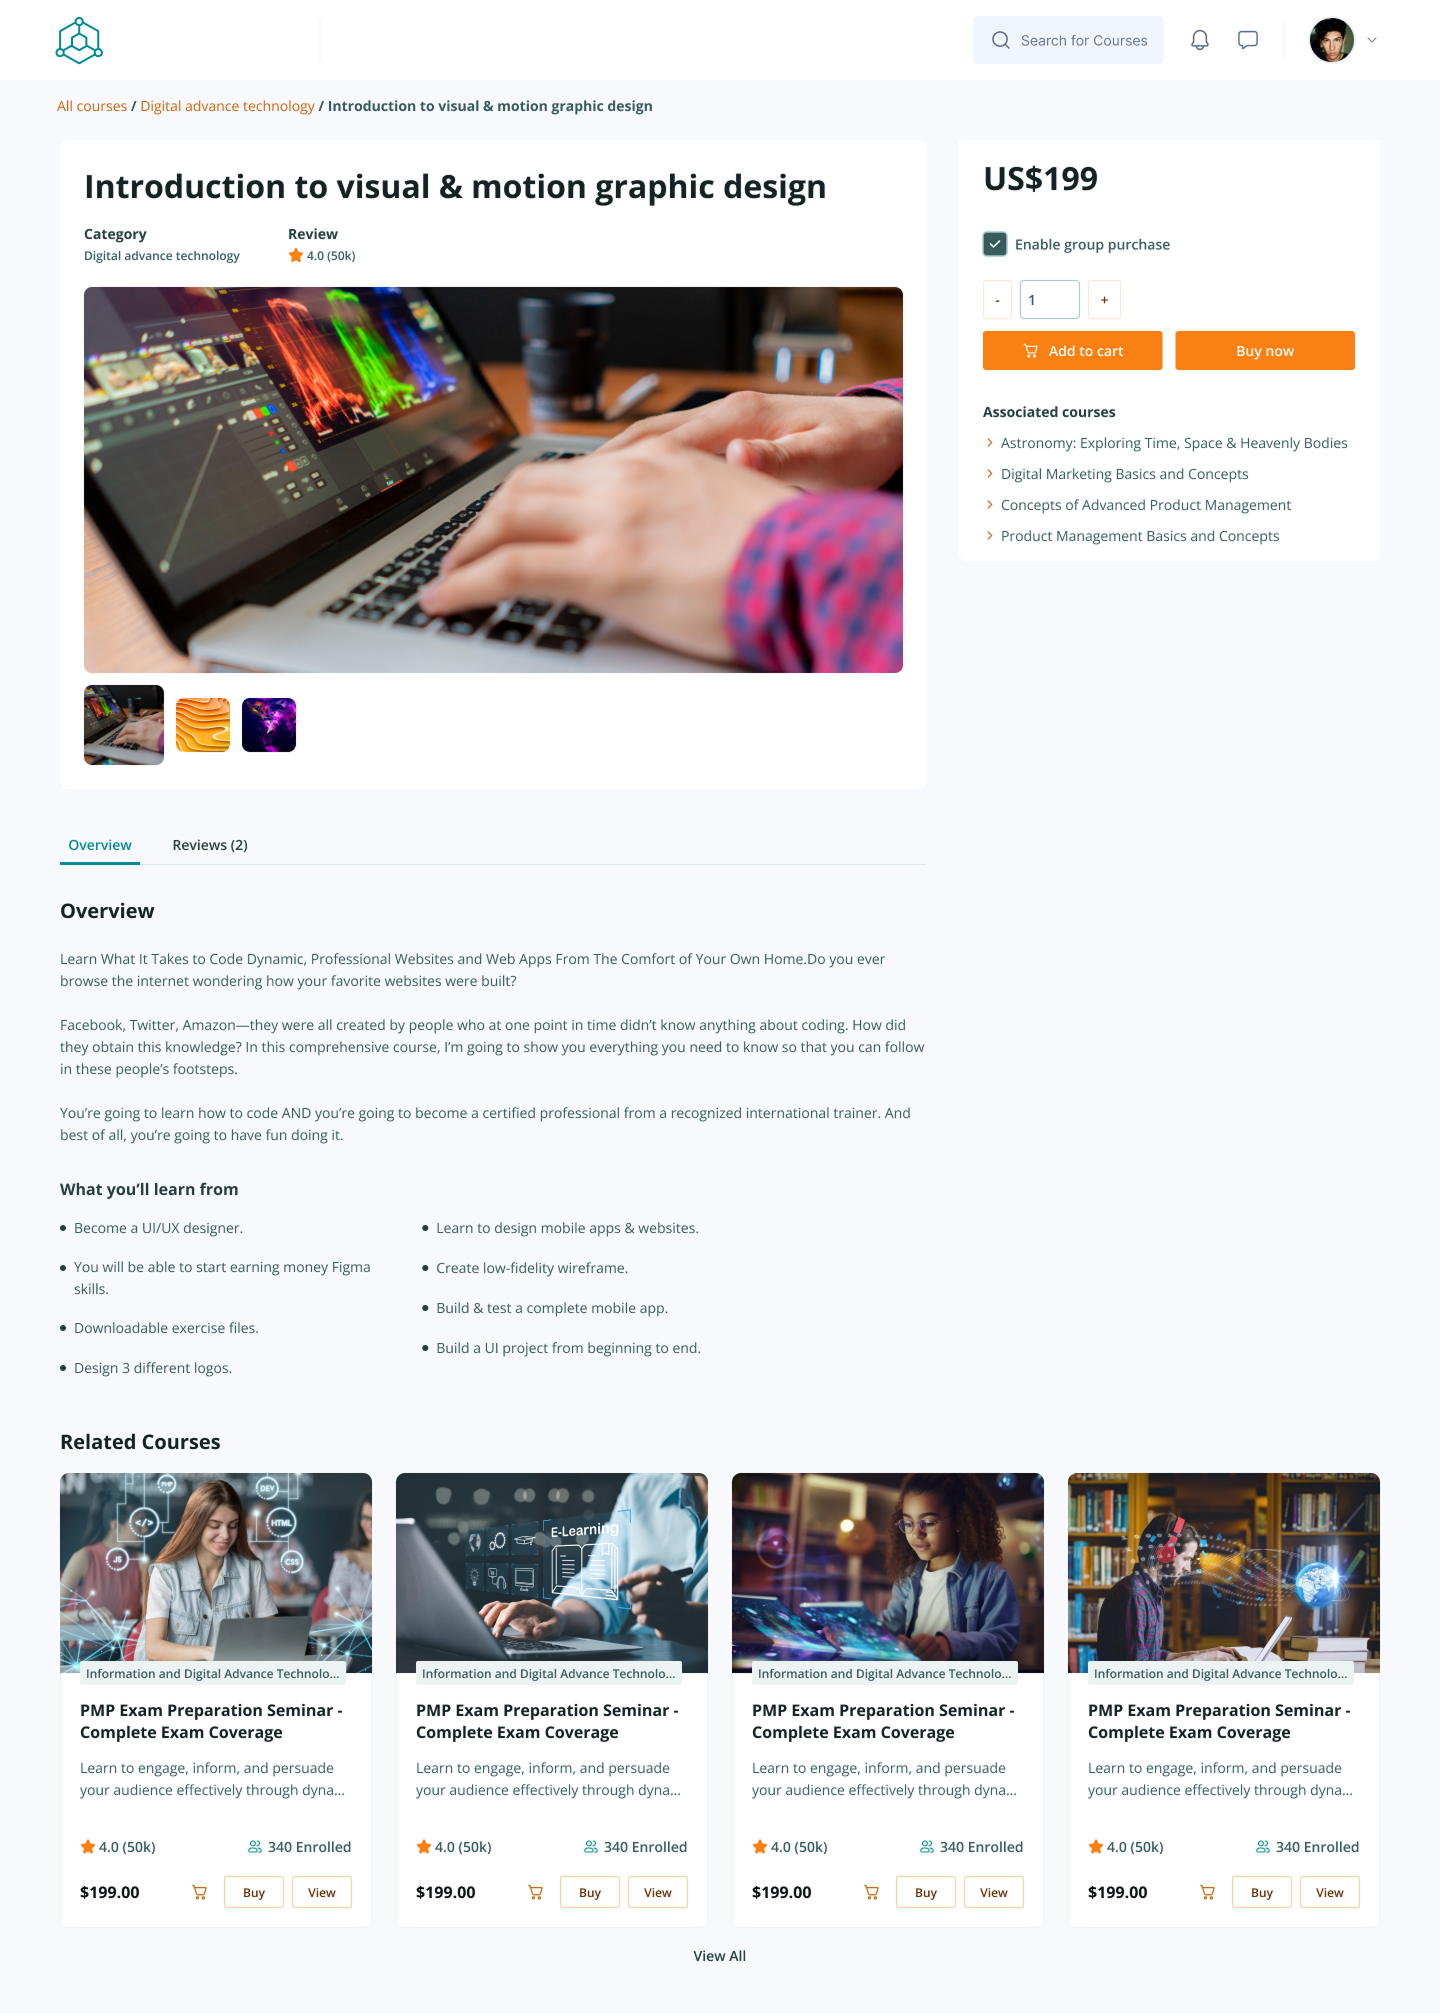 Search for Courses
All courses / Digital advance technology / Introduction to visual & motion graphic design
Introduction to visual & motion graphic design
Category
Review
Digital advance technology
4.0 (50k)
US$199
Enable group purchase
- 1 +
Add to cart
Buy now
Associated courses
Astronomy: Exploring Time, Space & Heavenly Bodies
Digital Marketing Basics and Concepts
Concepts of Advanced Product Management
Product Management Basics and Concepts
Overview
Reviews (2)
Overview
Learn What It Takes to Code Dynamic, Professional Websites and Web Apps From The Comfort of Your Own Home.Do you ever
browse the internet wondering how your favorite websites were built?
Facebook, Twitter, Amazon—they were all created by people who at one point in time didn’t know anything about coding. How did
they obtain this knowledge? In this comprehensive course, I’m going to show you everything you need to know so that you can follow
in these people’s footsteps.
You’re going to learn how to code AND you’re going to become a certified professional from a recognized international trainer. And
best of all, you’re going to have fun doing it.
What you’ll learn from
Become a UI/UX designer.
You will be able to start earning money Figma
skills.
Downloadable exercise files.
Design 3 different logos.
Learn to design mobile apps & websites.
Create low-fidelity wireframe.
Build & test a complete mobile app.
Build a UI project from beginning to end.
Related Courses
PHP
DEV
</>
HTML
JS
CSS
Information and Digital Advance Technolo...
PMP Exam Preparation Seminar -
Complete Exam Coverage
Learn to engage, inform, and persuade
your audience effectively through dyna...
4.0 (50k)
340 Enrolled
$199.00
Buy
View
E-Learning
Information and Digital Advance Technolo...
PMP Exam Preparation Seminar -
Complete Exam Coverage
Learn to engage, inform, and persuade
your audience effectively through dyna...
4.0 (50k)
340 Enrolled
$199.00
Buy
View
Information and Digital Advance Technolo...
PMP Exam Preparation Seminar -
Complete Exam Coverage
Learn to engage, inform, and persuade
your audience effectively through dyna...
4.0 (50k)
340 Enrolled
$199.00
Buy
View
Information and Digital Advance Technolo...
PMP Exam Preparation Seminar -
Complete Exam Coverage
Learn to engage, inform, and persuade
your audience effectively through dyna...
4.0 (50k)
340 Enrolled
$199.00
Buy
View
View All